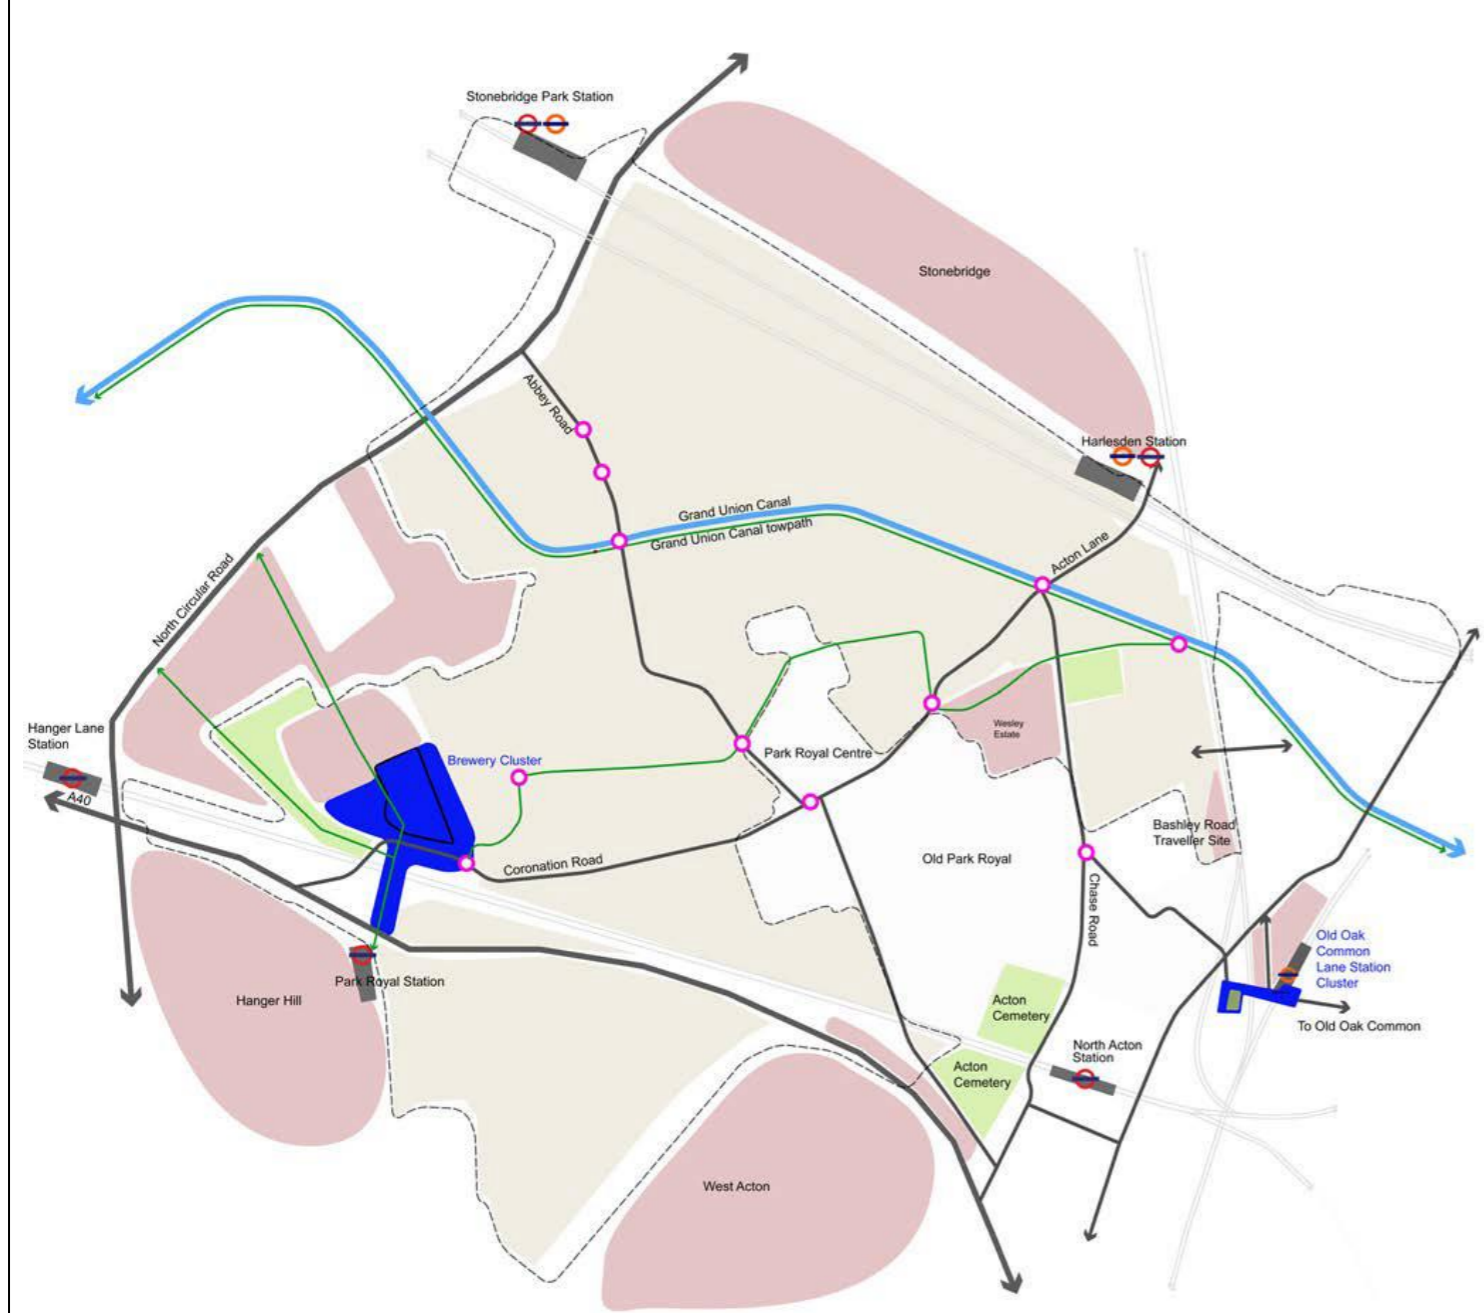 Stonebridge Park Station
Stonebridge
Abbey Road
Harlesden Station
Grand Union Canal
Grand Union Canal towpath
Acton Lane
North Circular Road
Hanger Lane
Station
A40
Brewery Cluster
Park Royal Centre
Wesley
Estate
Bashley Road
Traveller Site
Coronation Road
Old Park Royal
Chase Road
Old Oak
Common
Lane Station
Cluster
To Old Oak Common
Park Royal Station
Hanger Hill
Acton
Cemetery
North Acton
Station
Acton
Cemetery
West Acton